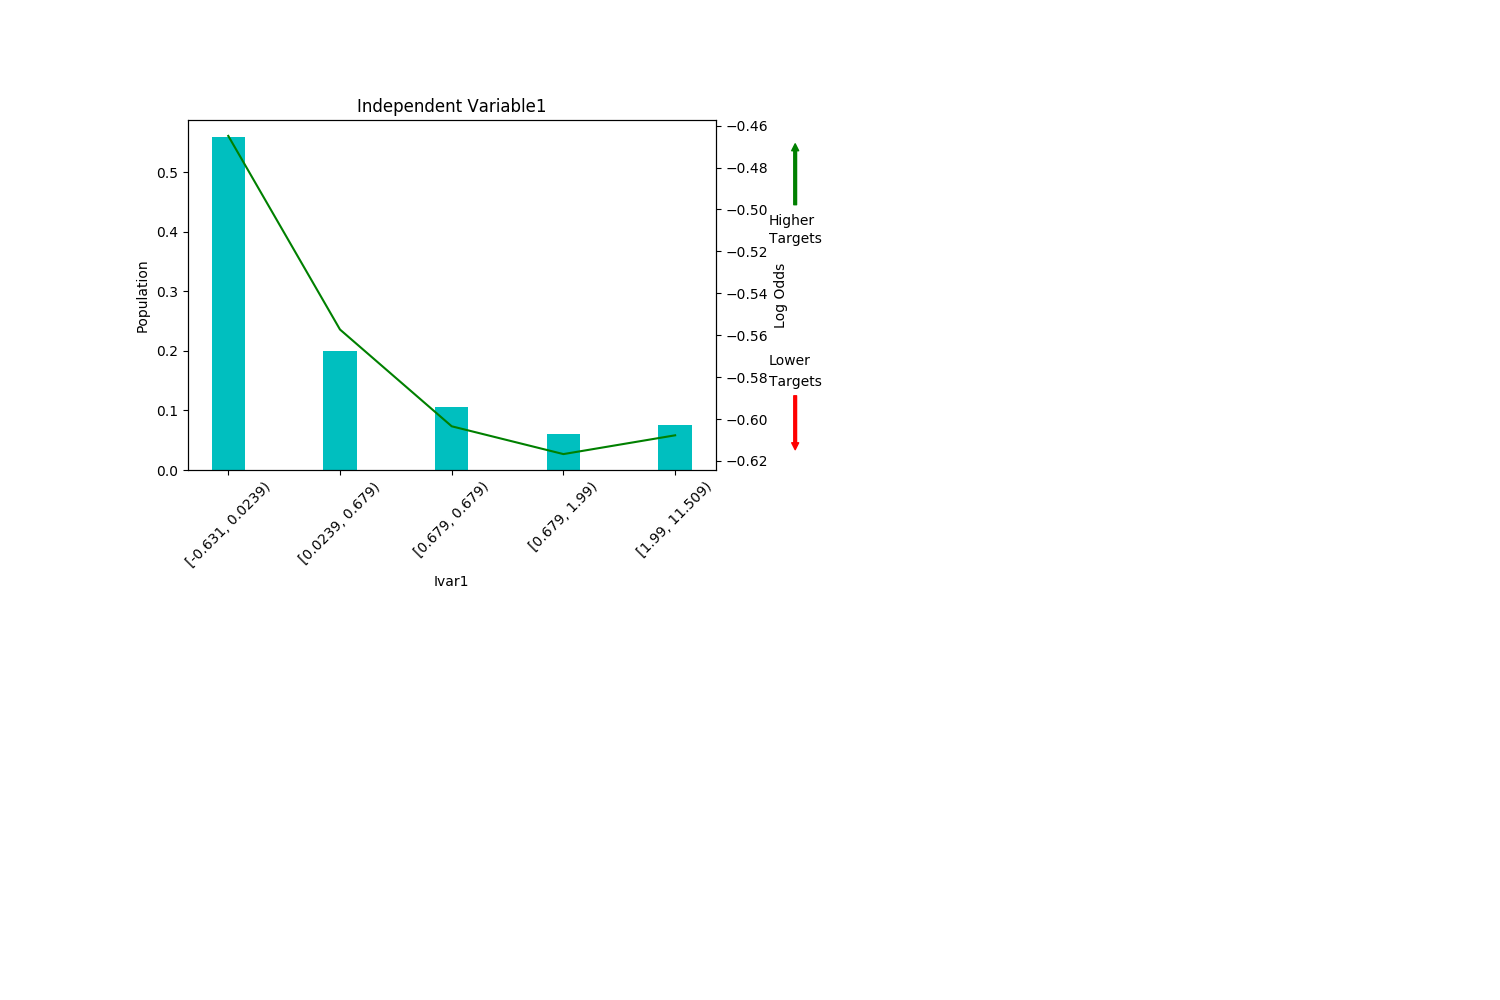 Independent Variable1
Population
0.5
0.4
0.3
0.2
0.1
0.0
−0.46
−0.48
−0.50
−0.52
−0.54
−0.56
−0.58
−0.60
−0.62
Higher
Targets
Log Odds
Lower
Targets
[-0.631, 0.0239)
[0.0239, 0.679)
[0.679, 0.679)
[0.679, 1.99)
[1.99, 11.509)
Ivar1